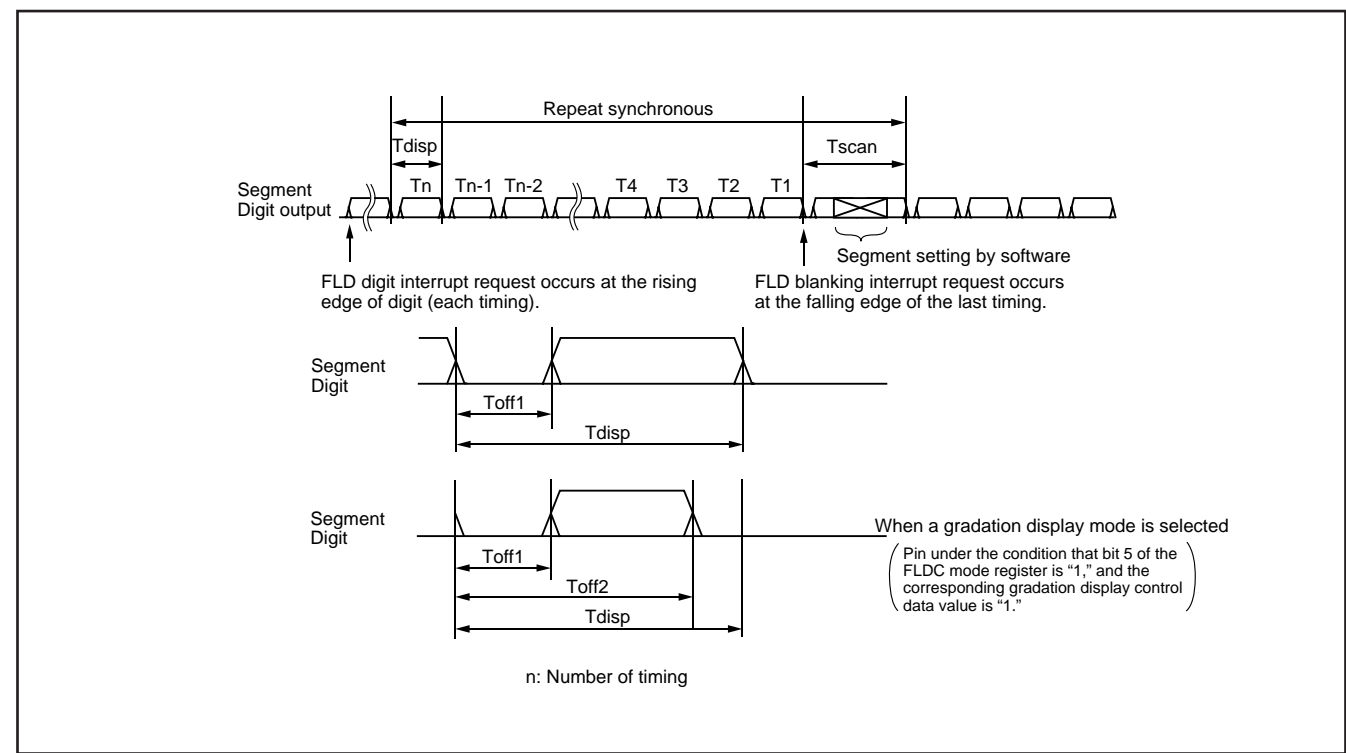 Repeat synchronous
Tdisp
Tscan
Segment
Digit output
Tn
Tn-1
Tn-2
T4
T3
T2
T1
Segment setting by software
FLD digit interrupt request occurs at the rising
edge of digit (each timing).
FLD blanking interrupt request occurs
at the falling edge of the last timing.
Segment
Digit
Toff1
Tdisp
Segment
Digit
When a gradation display mode is selected
Pin under the condition that bit 5 of the
FLDC mode register is “1,” and the
corresponding gradation display control
data value is “1.”
Toff1
Toff2
Tdisp
n: Number of timing